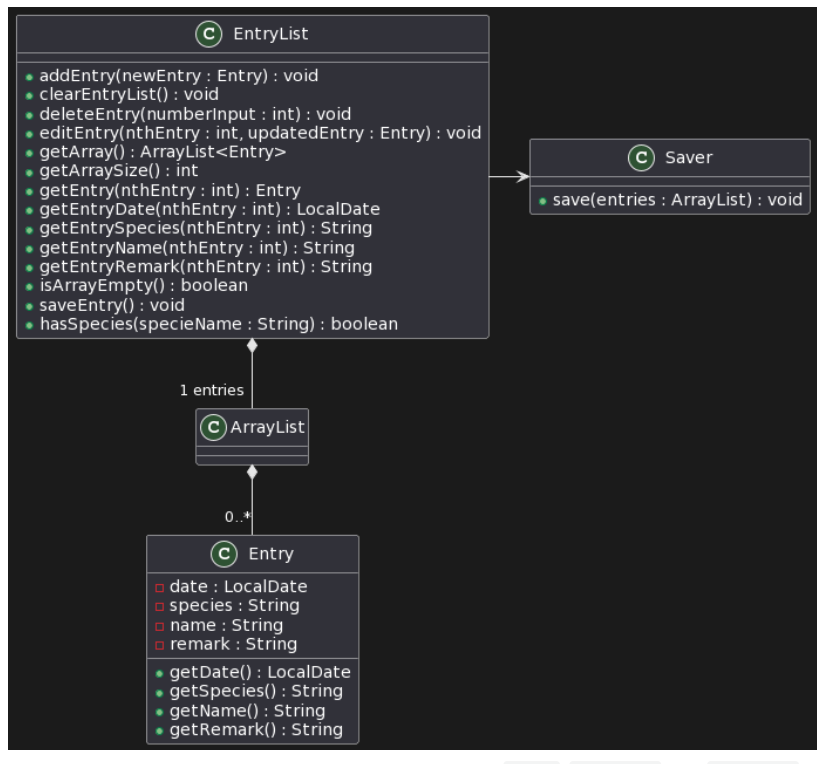 C EntryList
addEntry(newEntry : Entry) : void
clearEntryList() : void
deleteEntry(numberInput : int) : void
editEntry(nthEntry : int, updatedEntry : Entry) : void
getArray() : ArrayList<Entry>
getArraySize() : int
getEntry(nthEntry : int) : Entry
getEntryDate(nthEntry : int) : LocalDate
getEntrySpecies(nthEntry : int) : String
getEntryName(nthEntry : int) : String
getEntryRemark(nthEntry : int) : String
isArrayEmpty() : boolean
saveEntry() : void
hasSpecies(specieName : String) : boolean
C Saver
save(entries : ArrayList) : void
1 entries
C ArrayList
0..*
C Entry
date : LocalDate
species : String
name : String
remark : String
getDate() : LocalDate
getSpecies() : String
getName() : String
getRemark() : String